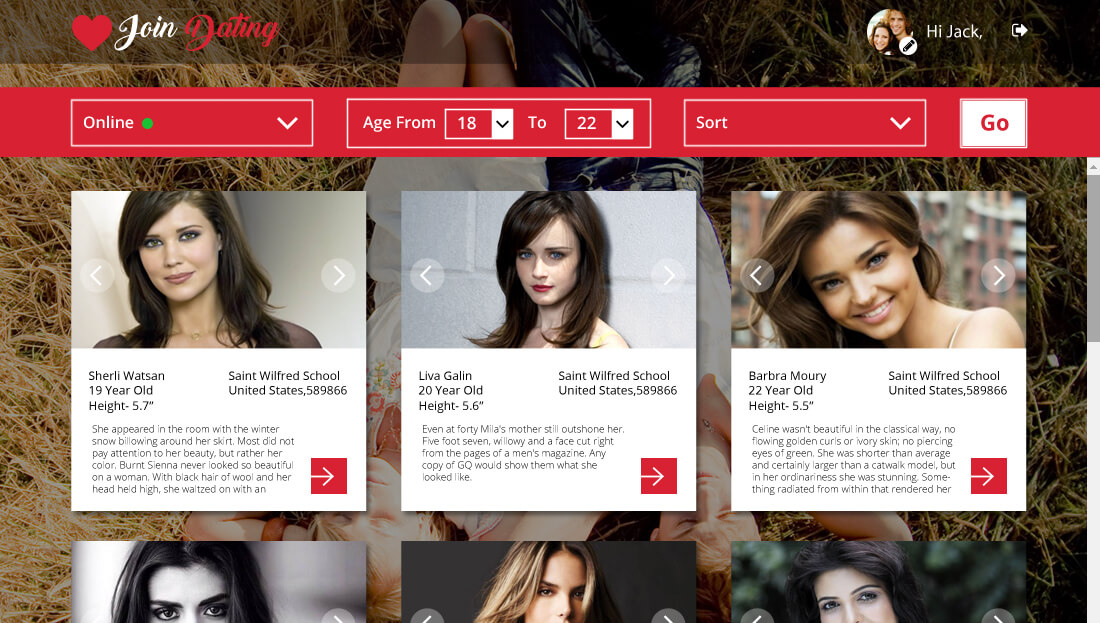 Join Dating
Hi Jack,
Online
Age From 18 To 22
Sort
Go
Sherli Watsan
19 Year Old
Height- 5.7”
Saint Wilfred School
United States,589866
She appeared in the room with the winter
snow billowing around her skirt. Most did not
pay attention to her beauty, but rather her
color. Burnt Sienna never looked so beautiful
on a woman. With black hair of wool and her
head held high, she waltzed on with an
Liva Galin
20 Year Old
Height- 5.6”
Saint Wilfred School
United States,589866
Even at forty Mila's mother still outshone her.
Five foot seven, willowy and a face cut right
from the pages of a men's magazine. Any
copy of GQ would show them what she
looked like.
Barbra Moury
22 Year Old
Height- 5.5”
Saint Wilfred School
United States,589866
Celine wasn't beautiful in the classical way, no
flowing golden curls or ivory skin; no piercing
eyes of green. She was shorter than average
and certainly larger than a catwalk model, but
in her ordinariness she was stunning. Some-
thing radiated from within that rendered her